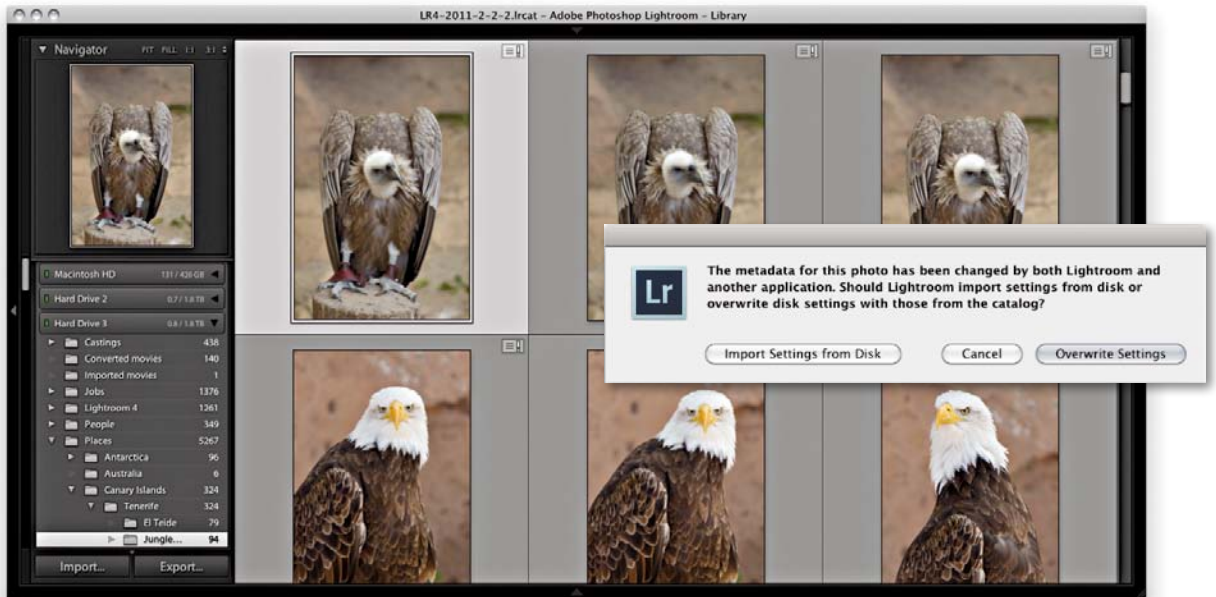 LR4-2011-2-2-2.lrcat - Adobe Photoshop Lightroom - Library
Navigator FIT FILL 1:1 3:1
Macintosh HD 131 / 426 GB
Hard Drive 2 0.7 / 1.8 TB
Hard Drive 3 0.8 / 1.8 TB
Castings 438
Converted movies 140
Imported movies 1
Jobs 1376
Lightroom 4 1261
People 349
Places 5267
Antarctica 96
Australia 6
Canary Islands 324
Tenerife 324
El Teide 79
Jungle... 94
Import... Export...
Lr
The metadata for this photo has been changed by both Lightroom and
another application. Should Lightroom import settings from disk or
overwrite disk settings with those from the catalog?
Import Settings from Disk Cancel Overwrite Settings